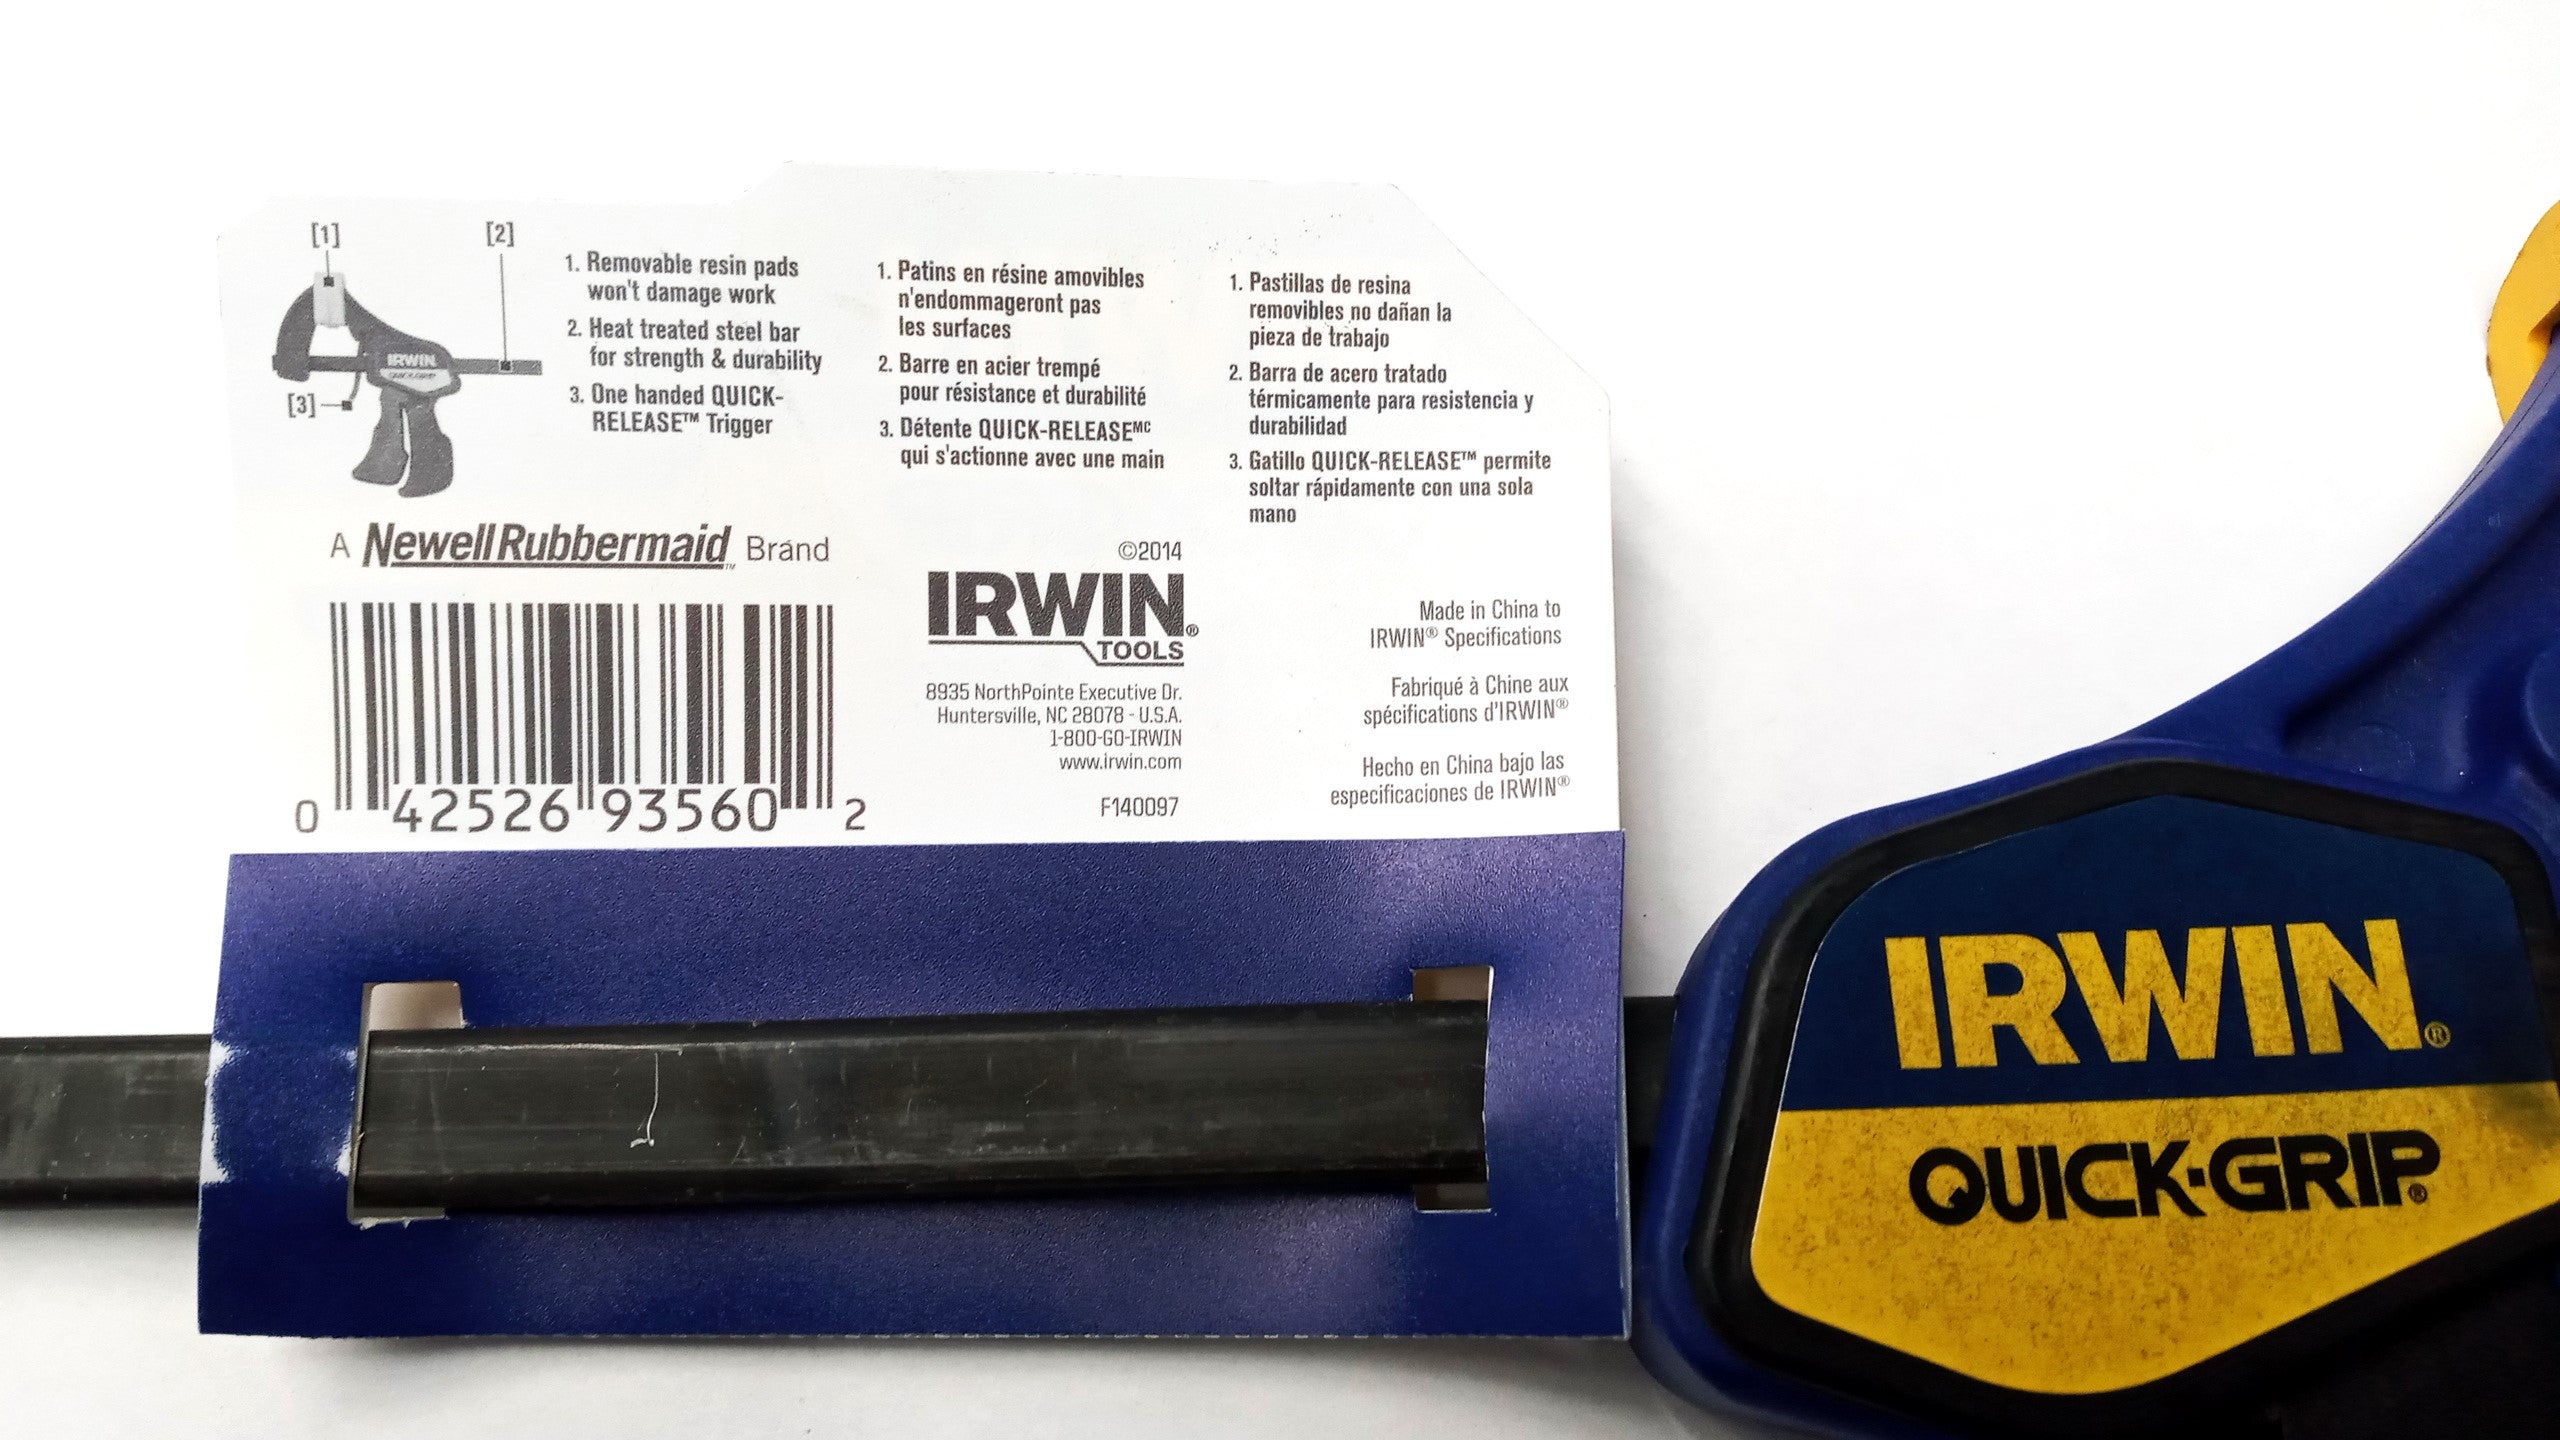 [1]
[2]
[3]
IRWIN
QUICK-GRIP
1. Removable resin pads
won't damage work
2. Heat treated steel bar
for strength & durability
3. One handed QUICK-
RELEASE™ Trigger
1. Patins en résine amovibles
n'endommageront pas
les surfaces
2. Barre en acier trempé
pour résistance et durabilité
3. Détente QUICK-RELEASEᴹᶜ
qui s'actionne avec une main
1. Pastillas de resina
removibles no dañan la
pieza de trabajo
2. Barra de acero tratado
térmicamente para resistencia y
durabilidad
3. Gatillo QUICK-RELEASE™ permite
soltar rápidamente con una sola
mano
A Newell Rubbermaid™ Brand
0 42526 93560 2
©2014
IRWIN®
TOOLS
8935 NorthPointe Executive Dr.
Huntersville, NC 28078 - U.S.A.
1-800-GO-IRWIN
www.irwin.com
F140097
Made in China to
IRWIN® Specifications
Fabriqué à Chine aux
spécifications d'IRWIN®
Hecho en China bajo las
especificaciones de IRWIN®
IRWIN®
QUICK-GRIP®